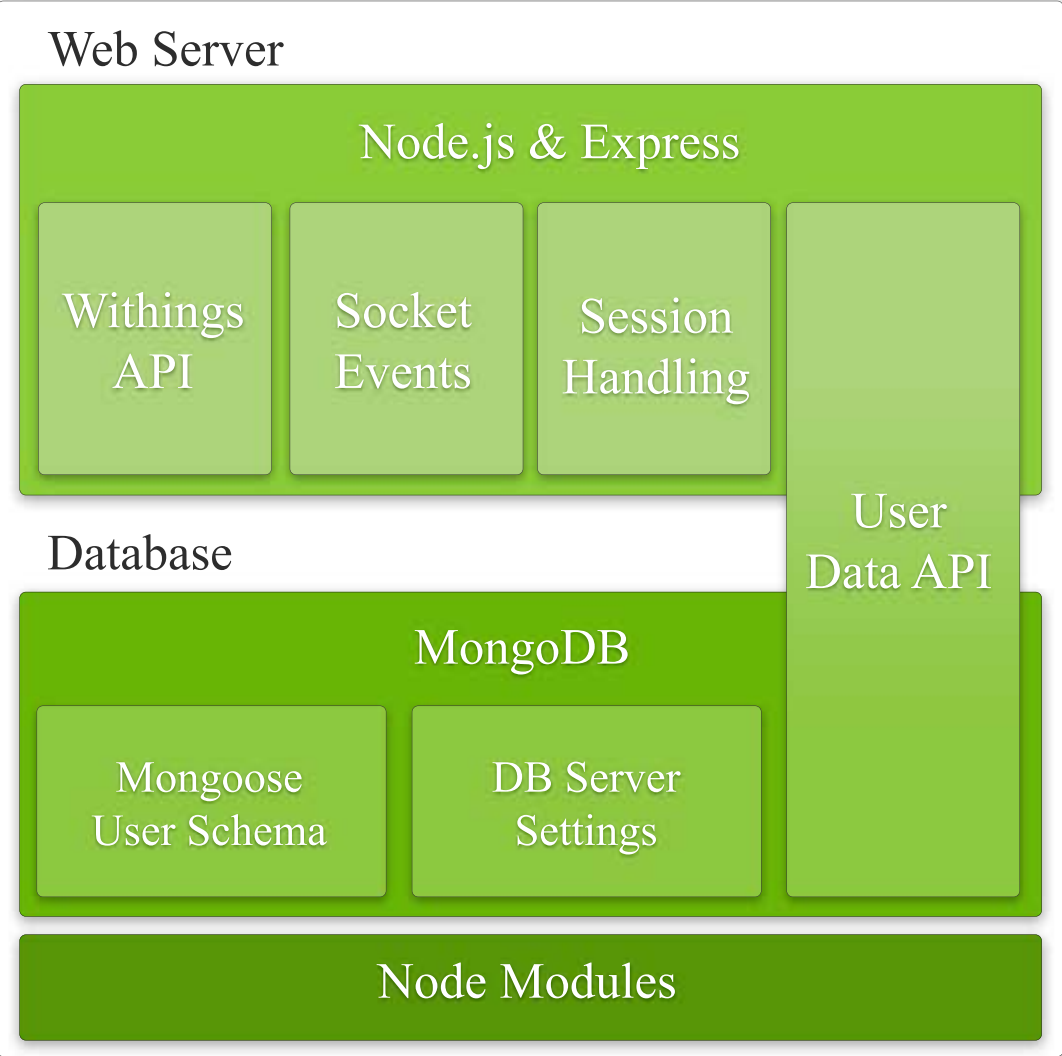 Web Server
Node.js & Express
Withings
API
Socket
Events
Session
Handling
User
Data API
Database
MongoDB
Mongoose
User Schema
DB Server
Settings
Node Modules